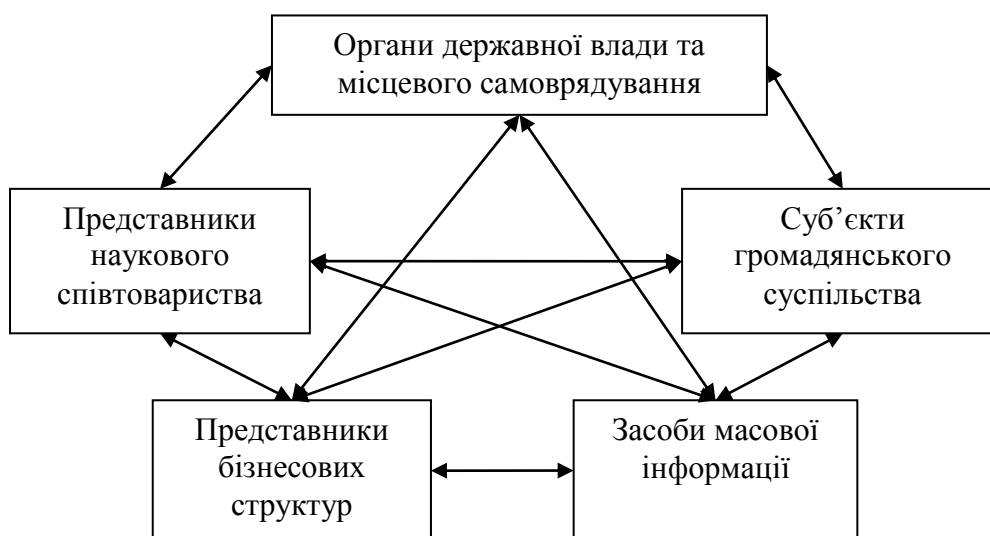 Органи державної влади та
місцевого самоврядування
Представники
наукового
співтовариства
Суб’єкти
громадянського
суспільства
Представники
бізнесових
структур
Засоби масової
інформації